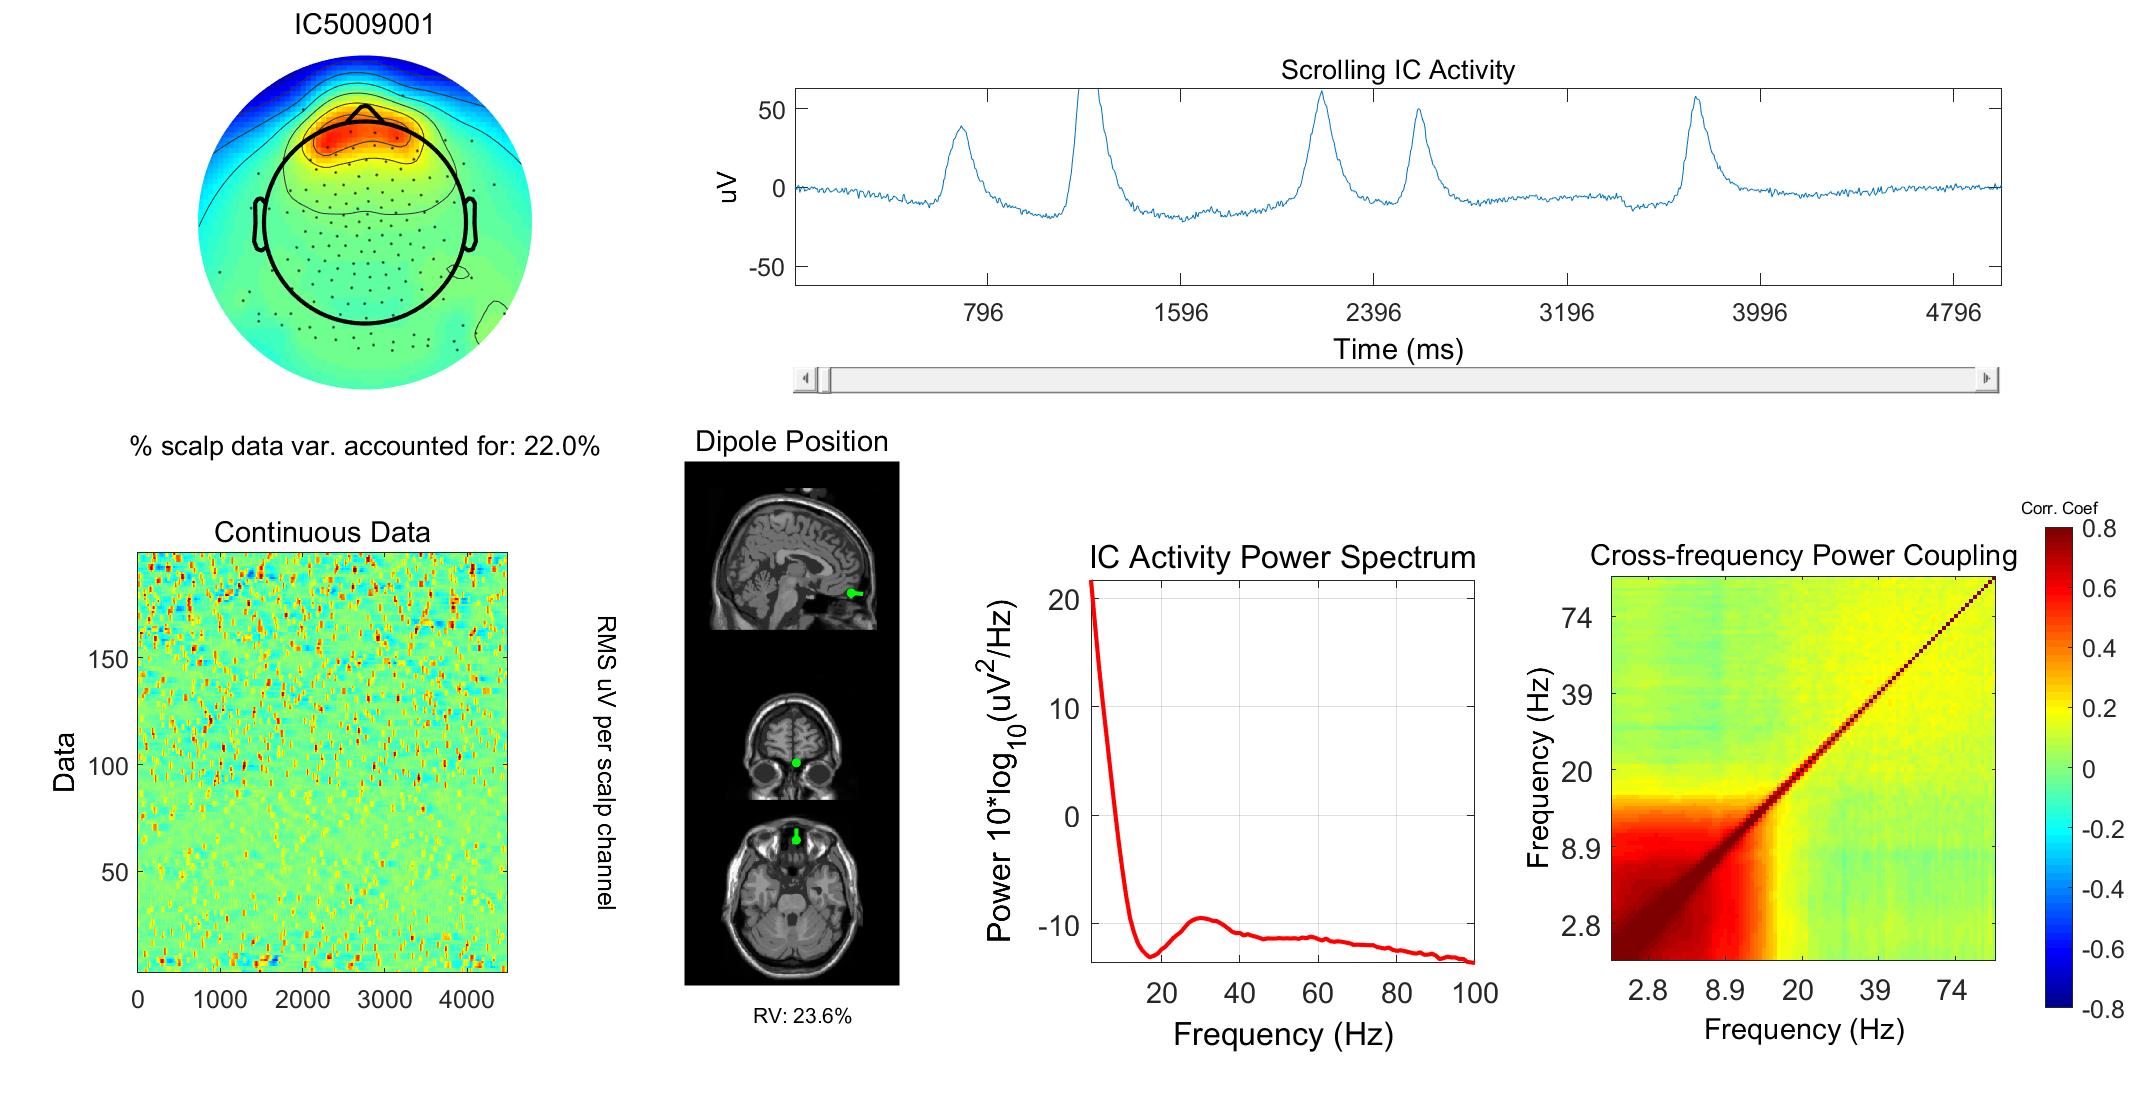 IC5009001
% scalp data var. accounted for: 22.0%
Scrolling IC Activity
50
0
-50
uV
796 1596 2396 3196 3996 4796
Time (ms)
Continuous Data
150
100
50
Data
0 1000 2000 3000 4000
RMS uV per scalp channel
Dipole Position
RV: 23.6%
IC Activity Power Spectrum
20
10
0
-10
Power 10*log10(uV2/Hz)
20 40 60 80 100
Frequency (Hz)
Cross-frequency Power Coupling
74
39
20
8.9
2.8
Frequency (Hz)
2.8 8.9 20 39 74
Frequency (Hz)
Corr. Coef
0.8
0.6
0.4
0.2
0
-0.2
-0.4
-0.6
-0.8